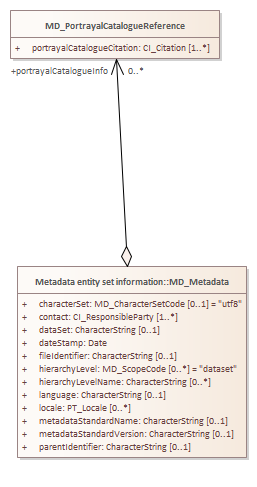 MD_PortrayalCatalogueReference
+ portrayalCatalogueCitation: CI_Citation [1..*]
+portrayalCatalogueInfo 0..*
Metadata entity set information::MD_Metadata
+ characterSet: MD_CharacterSetCode [0..1] = "utf8"
+ contact: CI_ResponsibleParty [1..*]
+ dataSet: CharacterString [0..1]
+ dateStamp: Date
+ fileIdentifier: CharacterString [0..1]
+ hierarchyLevel: MD_ScopeCode [0..*] = "dataset"
+ hierarchyLevelName: CharacterString [0..*]
+ language: CharacterString [0..1]
+ locale: PT_Locale [0..*]
+ metadataStandardName: CharacterString [0..1]
+ metadataStandardVersion: CharacterString [0..1]
+ parentIdentifier: CharacterString [0..1]